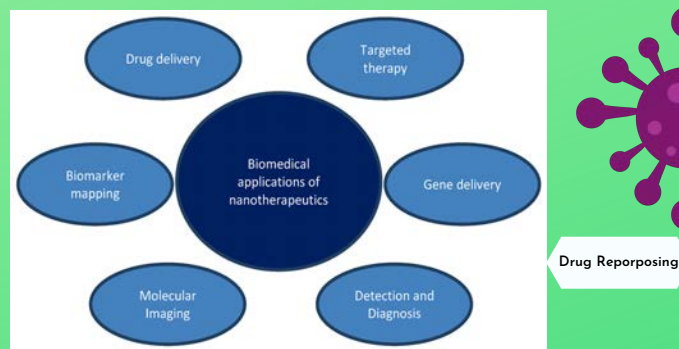 Drug delivery
Targeted
therapy
Biomarker
mapping
Biomedical
applications of
nanotherapeutics
Gene delivery
Molecular
Imaging
Detection and
Diagnosis
Drug Reporposing